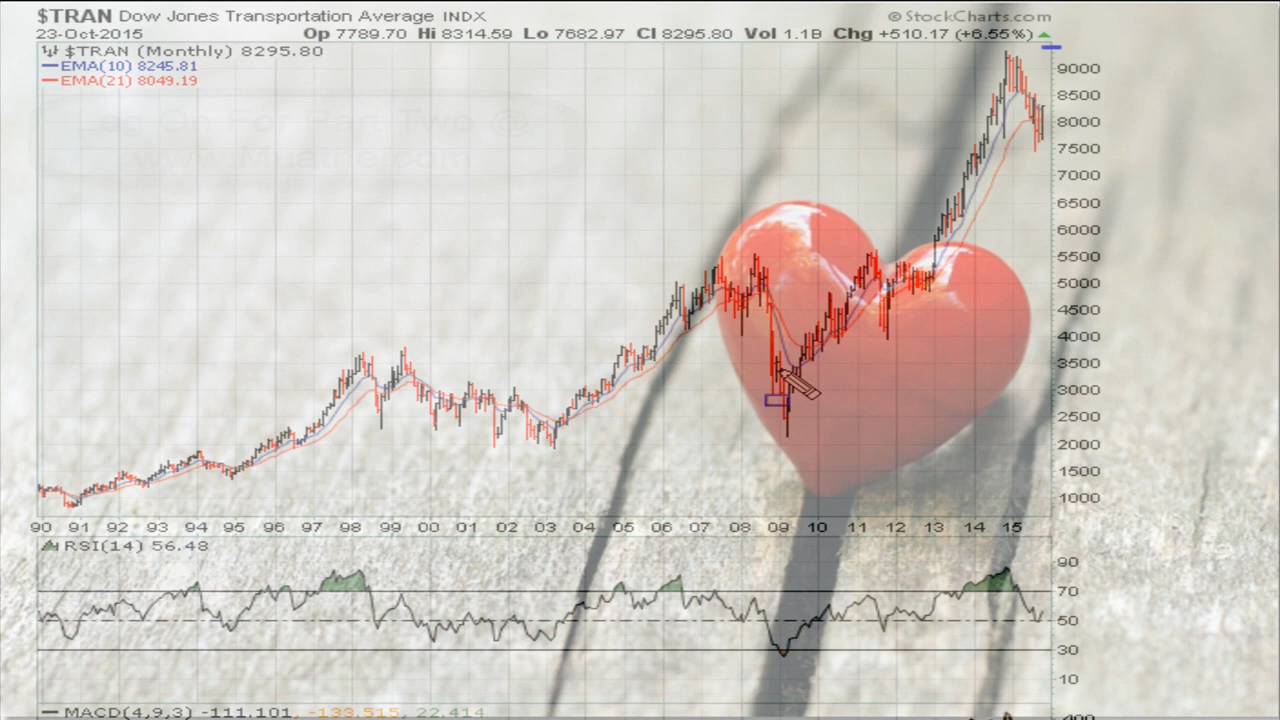 $TRAN Dow Jones Transportation Average INDX © StockCharts.com
23-Oct-2015 Op 7789.70 Hi 8314.59 Lo 7682.97 Cl 8295.80 Vol 1.1B Chg +510.17 (+6.55%)
$TRAN (Monthly) 8295.80
EMA(10) 8245.81
EMA(21) 8049.19
9000
8500
8000
7500
7000
6500
6000
5500
5000
4500
4000
3500
3000
2500
2000
1500
1000
90 91 92 93 94 95 96 97 98 99 00 01 02 03 04 05 06 07 08 09 10 11 12 13 14 15
RSI(14) 56.48
90
70
50
30
10
MACD(4,9,3) -111.101, -133.515, 22.414
400